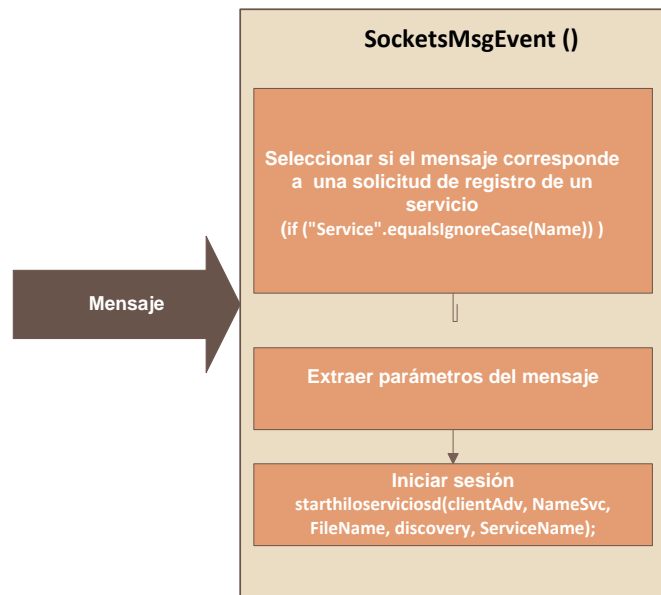 SocketsMsgEvent ()
Seleccionar si el mensaje corresponde
a una solicitud de registro de un
servicio
(if ("Service".equalsIgnoreCase(Name)) )
Mensaje
Extraer parámetros del mensaje
Iniciar sesión
starthiloserviciosd(clientAdv, NameSvc,
FileName, discovery, ServiceName);